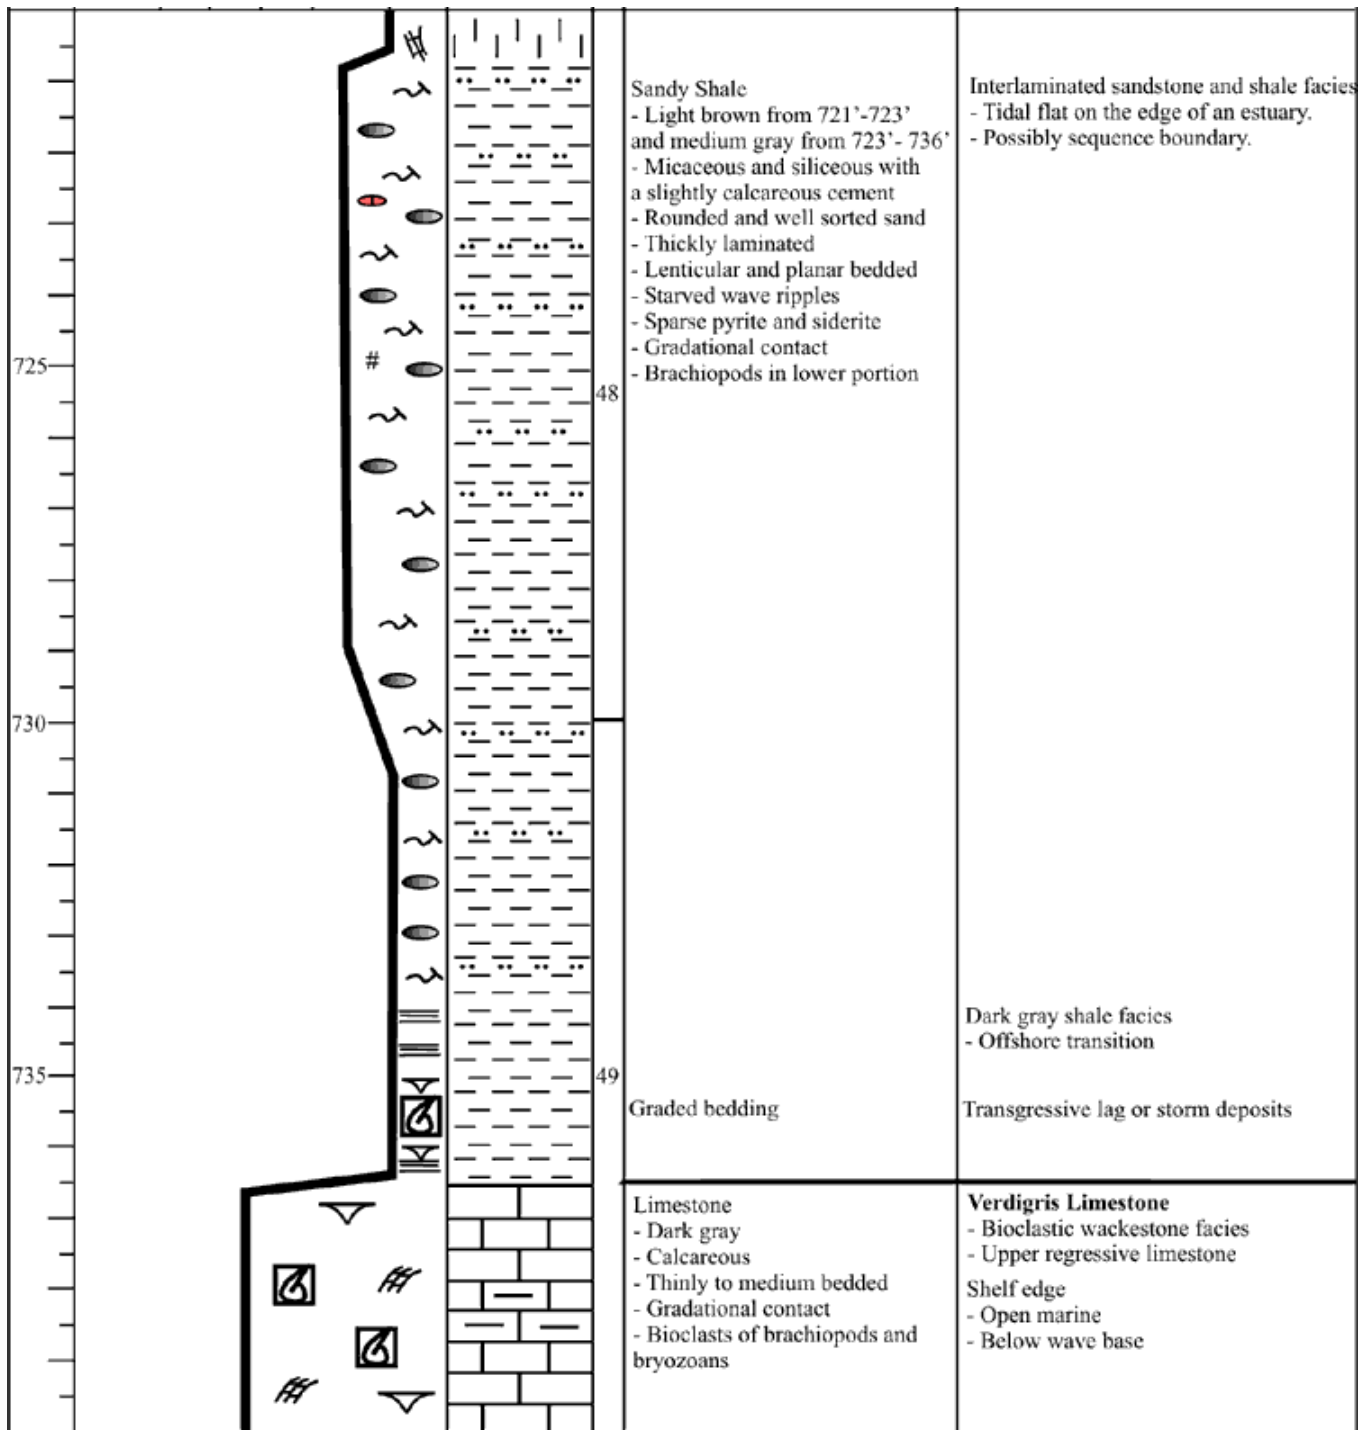 Sandy Shale
- Light brown from 721'-723'
and medium gray from 723'- 736'
- Micaceous and siliceous with
a slightly calcareous cement
- Rounded and well sorted sand
- Thickly laminated
- Lenticular and planar bedded
- Starved wave ripples
- Sparse pyrite and siderite
- Gradational contact
- Brachiopods in lower portion
Interlaminated sandstone and shale facies
- Tidal flat on the edge of an estuary.
- Possibly sequence boundary.
725
#
48
730
Dark gray shale facies
- Offshore transition
735
49
Graded bedding
Transgressive lag or storm deposits
Limestone
- Dark gray
- Calcareous
- Thinly to medium bedded
- Gradational contact
- Bioclasts of brachiopods and
bryozoans
Verdigris Limestone
- Bioclastic wackestone facies
- Upper regressive limestone
Shelf edge
- Open marine
- Below wave base